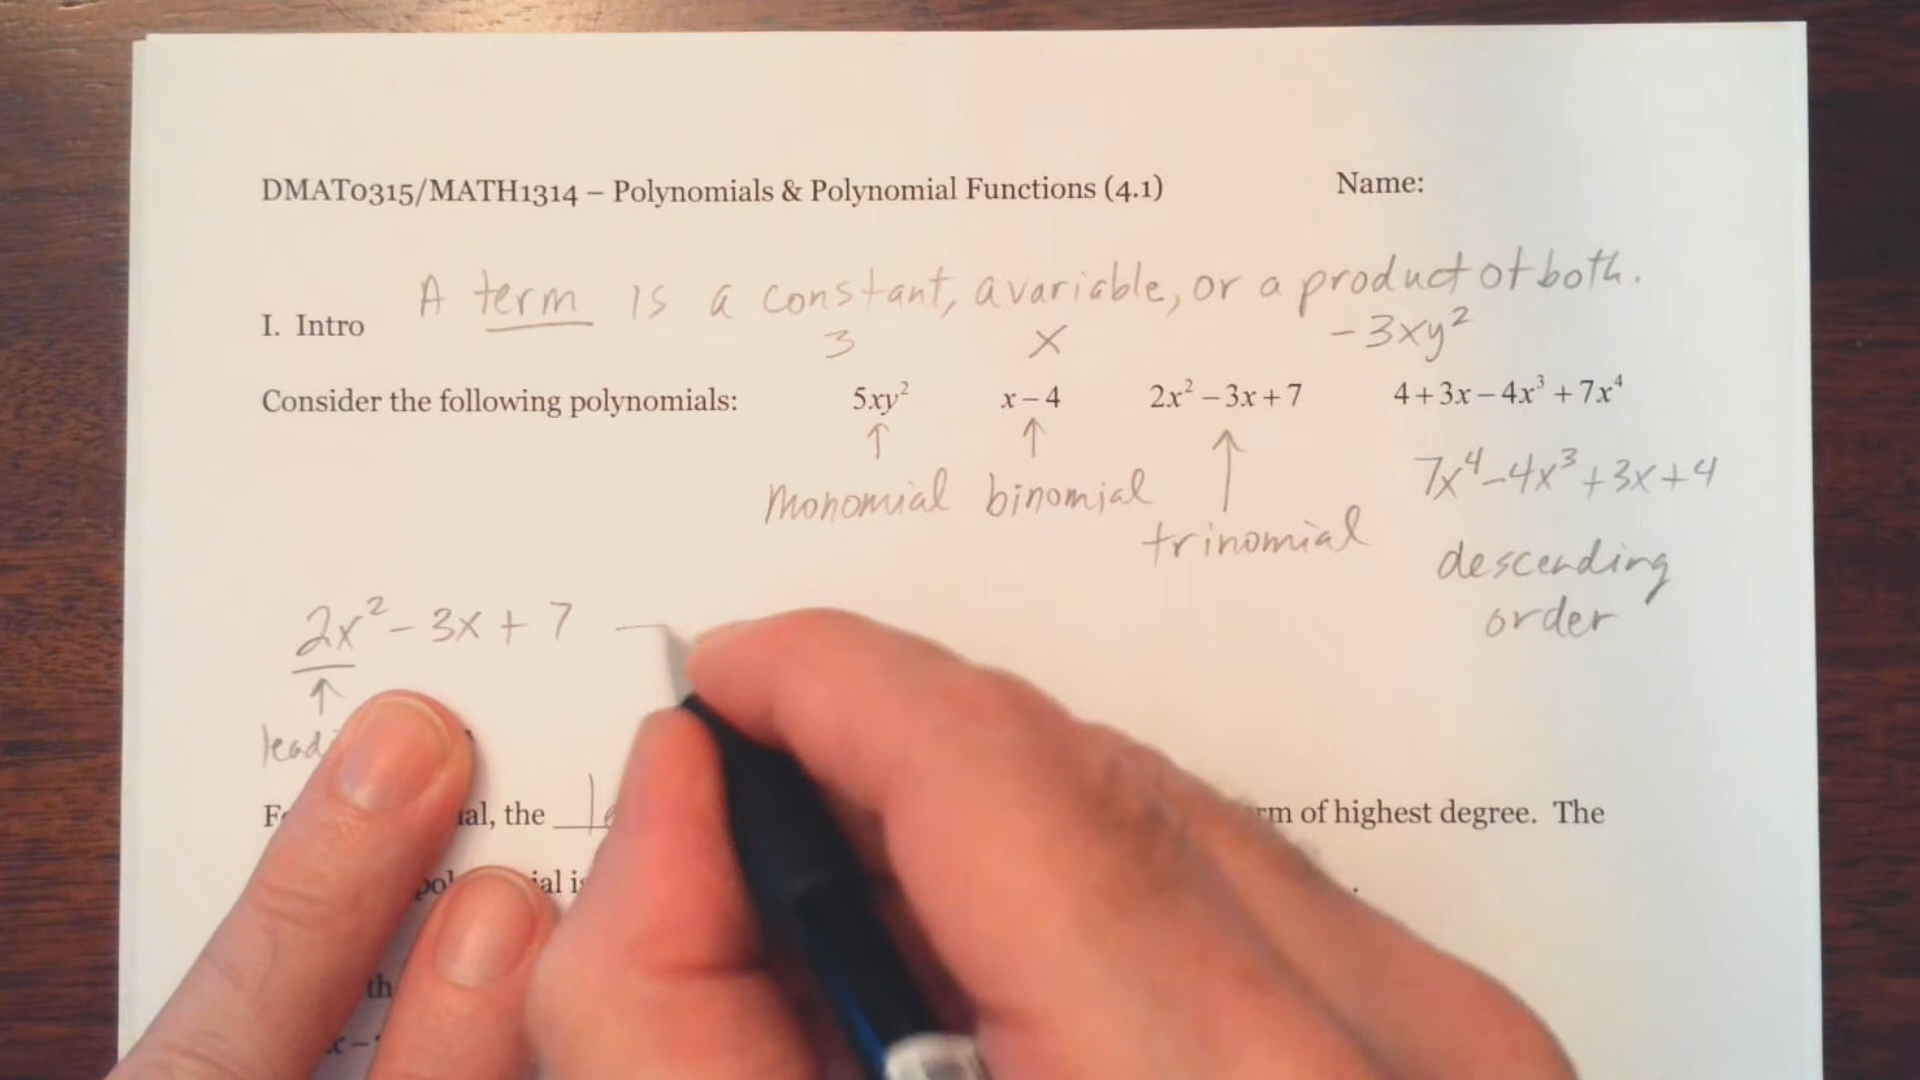 DMAT0315/MATH1314 – Polynomials & Polynomial Functions (4.1) Name:
A term is a constant, a variable, or a product of both.
I. Intro 3 x -3xy²
Consider the following polynomials: 5xy² x – 4 2x² – 3x + 7 4 + 3x – 4x³ + 7x⁴
↑ ↑ ↑ 7x⁴-4x³+3x+4
monomial binomial
trinomial
descending
order
2x² - 3x + 7 —
↑
the
rm of highest degree. The